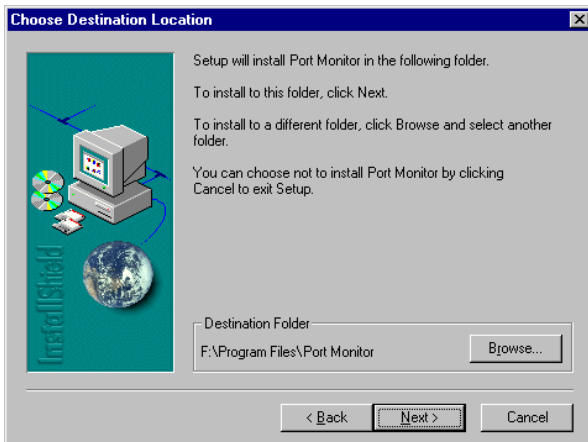 Choose Destination Location
Setup will install Port Monitor in the following folder.
To install to this folder, click Next.
To install to a different folder, click Browse and select another
folder.
You can choose not to install Port Monitor by clicking
Cancel to exit Setup.
InstallShield
Destination Folder
F:\Program Files\Port Monitor
Browse...
< Back
Next >
Cancel